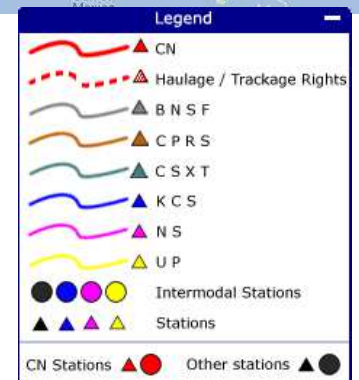 Legend
CN
Haulage / Trackage Rights
B N S F
C P R S
C S X T
K C S
N S
U P
Intermodal Stations
Stations
CN Stations Other stations